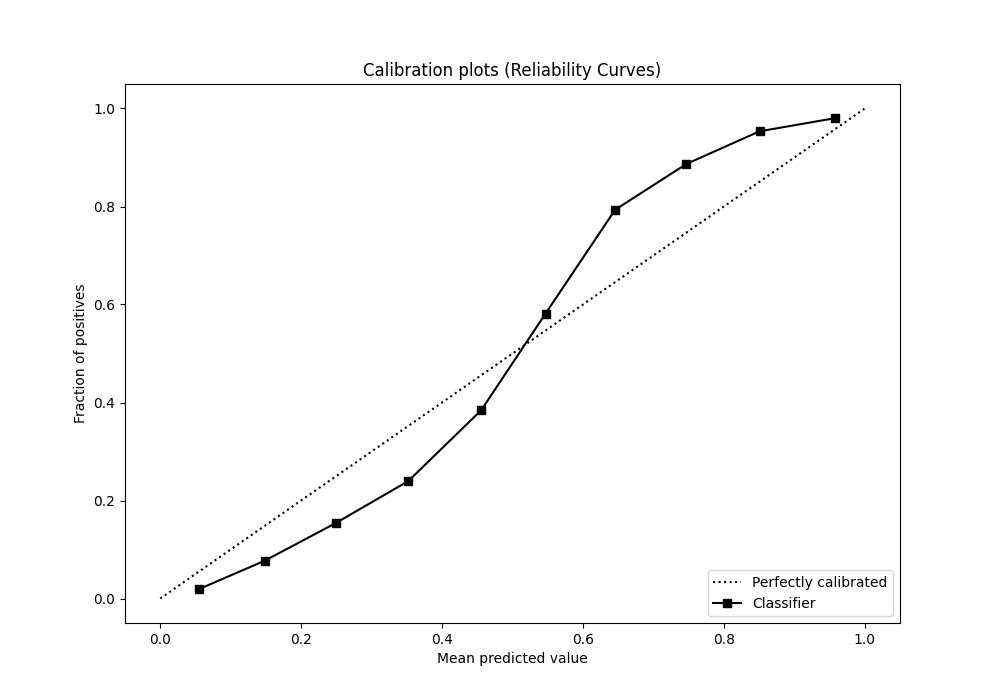 Calibration plots (Reliability Curves)
1.0
0.8
0.6
0.4
0.2
0.0
Fraction of positives
0.0 0.2 0.4 0.6 0.8 1.0
Mean predicted value
Perfectly calibrated
Classifier